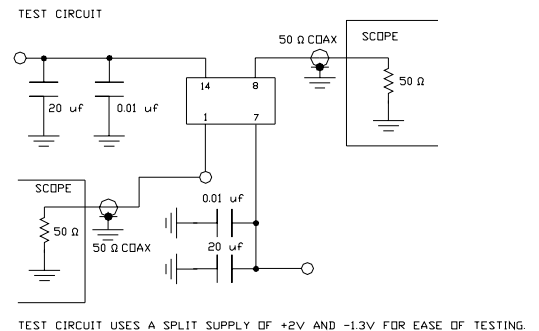 TEST CIRCUIT
50 Ω COAX
SCOPE
14
8
50 Ω
20 uf
0.01 uf
1
7
SCOPE
0.01 uf
50 Ω
50 Ω COAX
20 uf
TEST CIRCUIT USES A SPLIT SUPPLY OF +2V AND -1.3V FOR EASE OF TESTING.